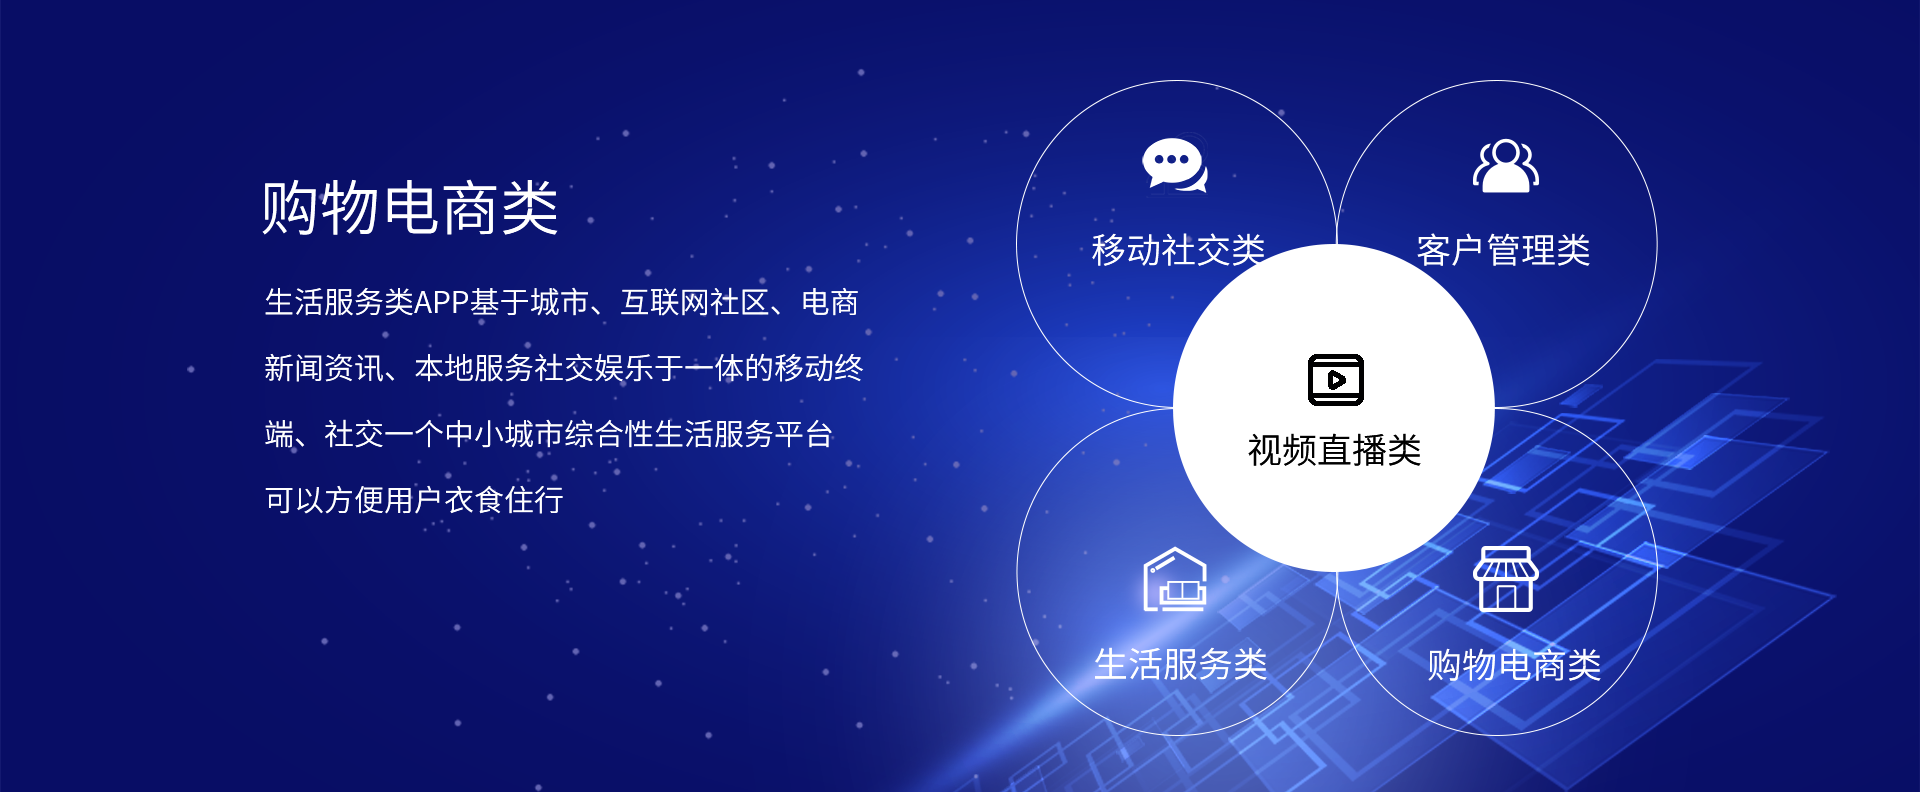 购物电商类
生活服务类APP基于城市、互联网社区、电商
新闻资讯、本地服务社交娱乐于一体的移动终
端、社交一个中小城市综合性生活服务平台
可以方便用户衣食住行
移动社交类
客户管理类
视频直播类
生活服务类
购物电商类